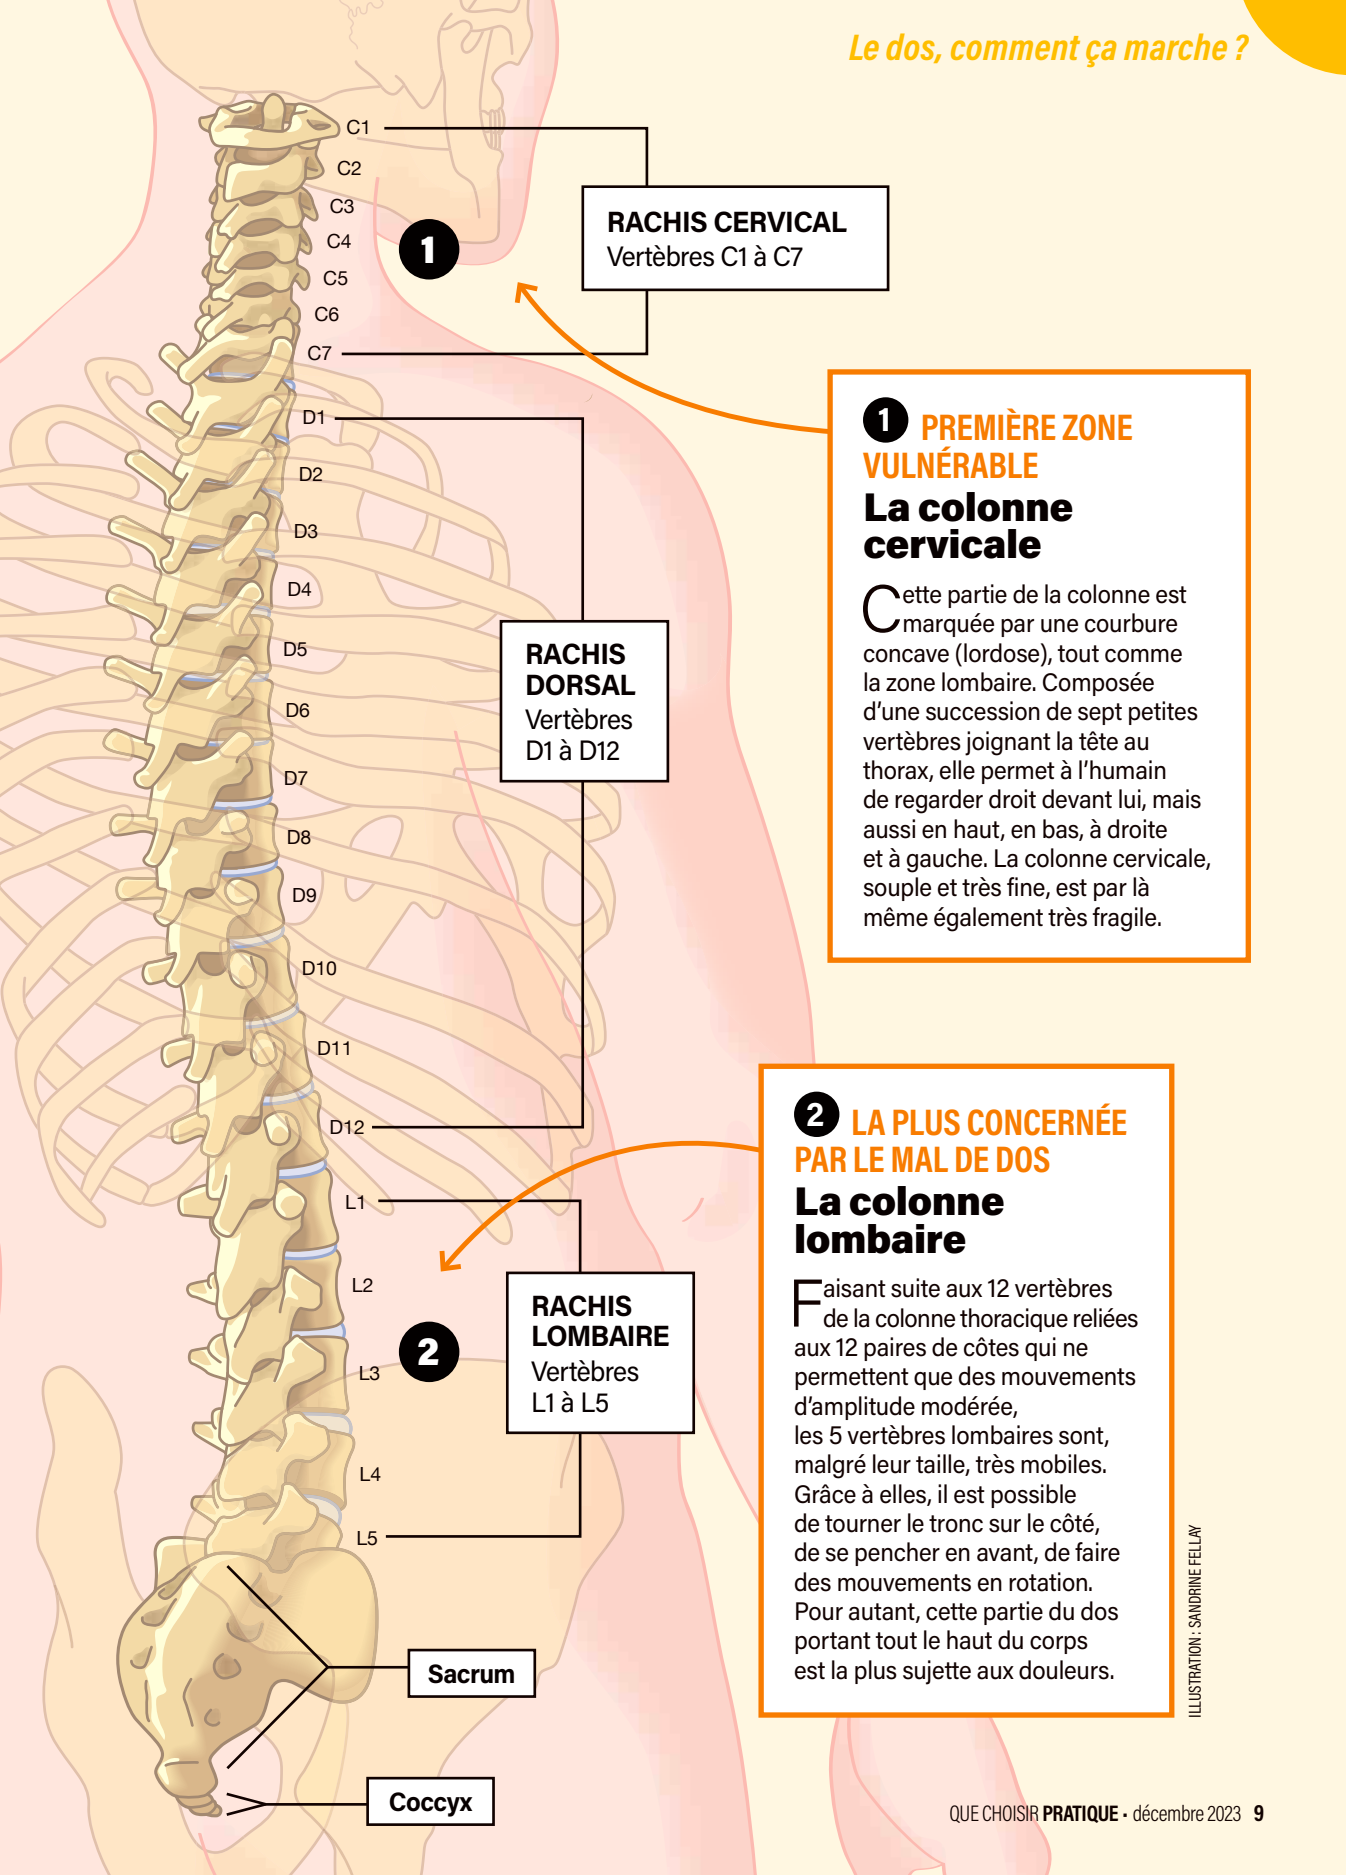 Le dos, comment ça marche ?
C1
C2
C3
C4
C5
C6
C7
RACHIS CERVICAL
Vertèbres C1 à C7
1
D1
D2
D3
D4
D5
D6
D7
D8
D9
D10
D11
D12
RACHIS
DORSAL
Vertèbres
D1 à D12
1 PREMIÈRE ZONE
VULNÉRABLE
La colonne
cervicale
Cette partie de la colonne est
marquée par une courbure
concave (lordose), tout comme
la zone lombaire. Composée
d’une succession de sept petites
vertèbres joignant la tête au
thorax, elle permet à l’humain
de regarder droit devant lui, mais
aussi en haut, en bas, à droite
et à gauche. La colonne cervicale,
souple et très fine, est par là
même également très fragile.
L1
L2
L3
L4
L5
RACHIS
LOMBAIRE
Vertèbres
L1 à L5
2
2 LA PLUS CONCERNÉE
PAR LE MAL DE DOS
La colonne
lombaire
Faisant suite aux 12 vertèbres
de la colonne thoracique reliées
aux 12 paires de côtes qui ne
permettent que des mouvements
d’amplitude modérée,
les 5 vertèbres lombaires sont,
malgré leur taille, très mobiles.
Grâce à elles, il est possible
de tourner le tronc sur le côté,
de se pencher en avant, de faire
des mouvements en rotation.
Pour autant, cette partie du dos
portant tout le haut du corps
est la plus sujette aux douleurs.
Sacrum
Coccyx
ILLUSTRATION : SANDRINE FELLAY
QUE CHOISIR PRATIQUE · décembre 2023 9